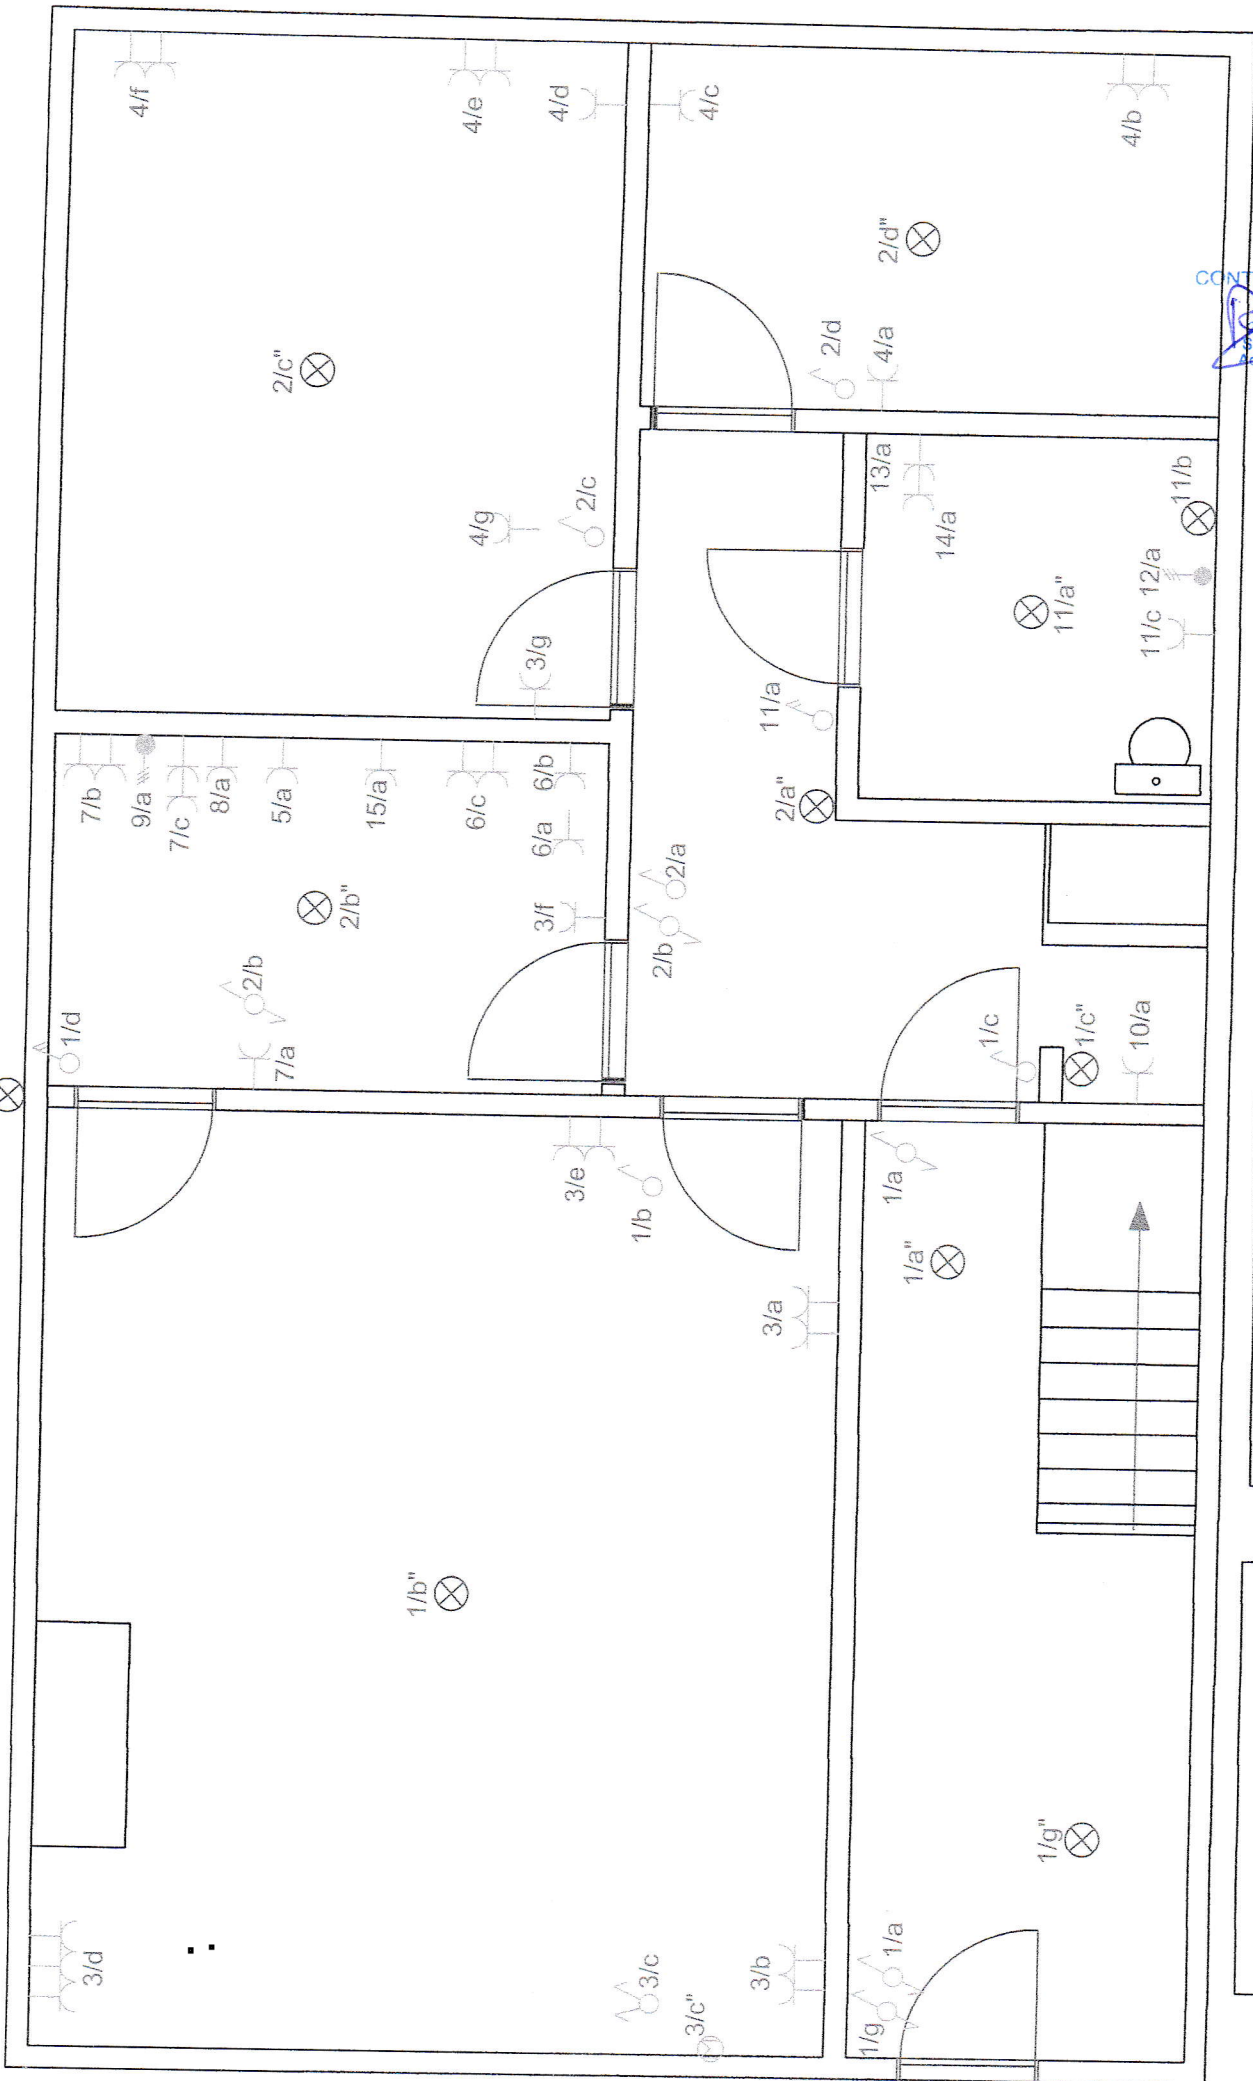 4/f
4/e
4/d
4/c
4/b
2/c"
2/d"
2/d
4/a
CONT
4/g
2/c
3/g
13/a
14/a
11/b
12/a
11/c
11/a"
11/a
7/b
9/a
7/c
8/a
5/a
15/a
6/c
6/b
6/a
3/f
2/b"
2/a"
2/a
2/b
2/b
1/d
7/a
1/c
1/c"
10/a
3/e
1/b
1/a
1/a"
3/a
1/b"
1/g"
3/d
3/c
3/c"
3/b
1/a
1/g
M